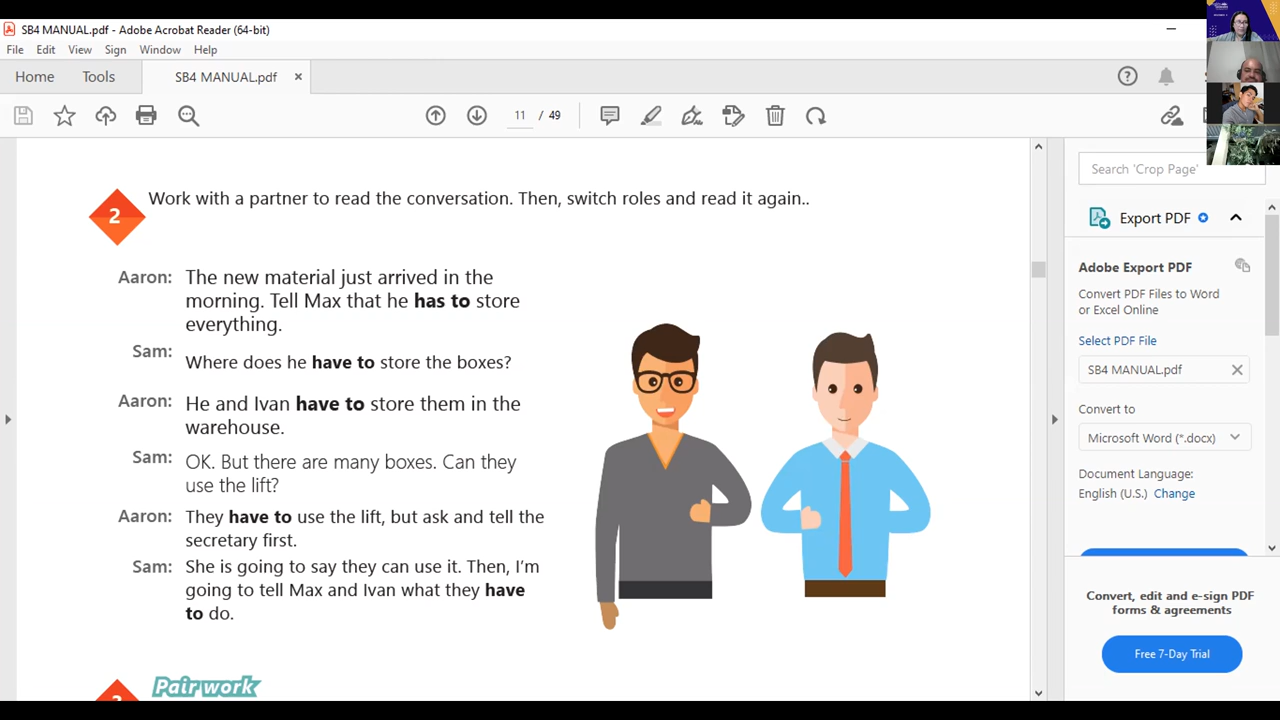 SB4 MANUAL.pdf - Adobe Acrobat Reader (64-bit)
File Edit View Sign Window Help
Home Tools SB4 MANUAL.pdf ×
11 / 49
2 Work with a partner to read the conversation. Then, switch roles and read it again..
Aaron: The new material just arrived in the
morning. Tell Max that he has to store
everything.
Sam: Where does he have to store the boxes?
Aaron: He and Ivan have to store them in the
warehouse.
Sam: OK. But there are many boxes. Can they
use the lift?
Aaron: They have to use the lift, but ask and tell the
secretary first.
Sam: She is going to say they can use it. Then, I'm
going to tell Max and Ivan what they have
to do.
Pair work
Search 'Crop Page'
Export PDF
Adobe Export PDF
Convert PDF Files to Word
or Excel Online
Select PDF File
SB4 MANUAL.pdf
Convert to
Microsoft Word (*.docx)
Document Language:
English (U.S.) Change
Convert, edit and e-sign PDF
forms & agreements
Free 7-Day Trial